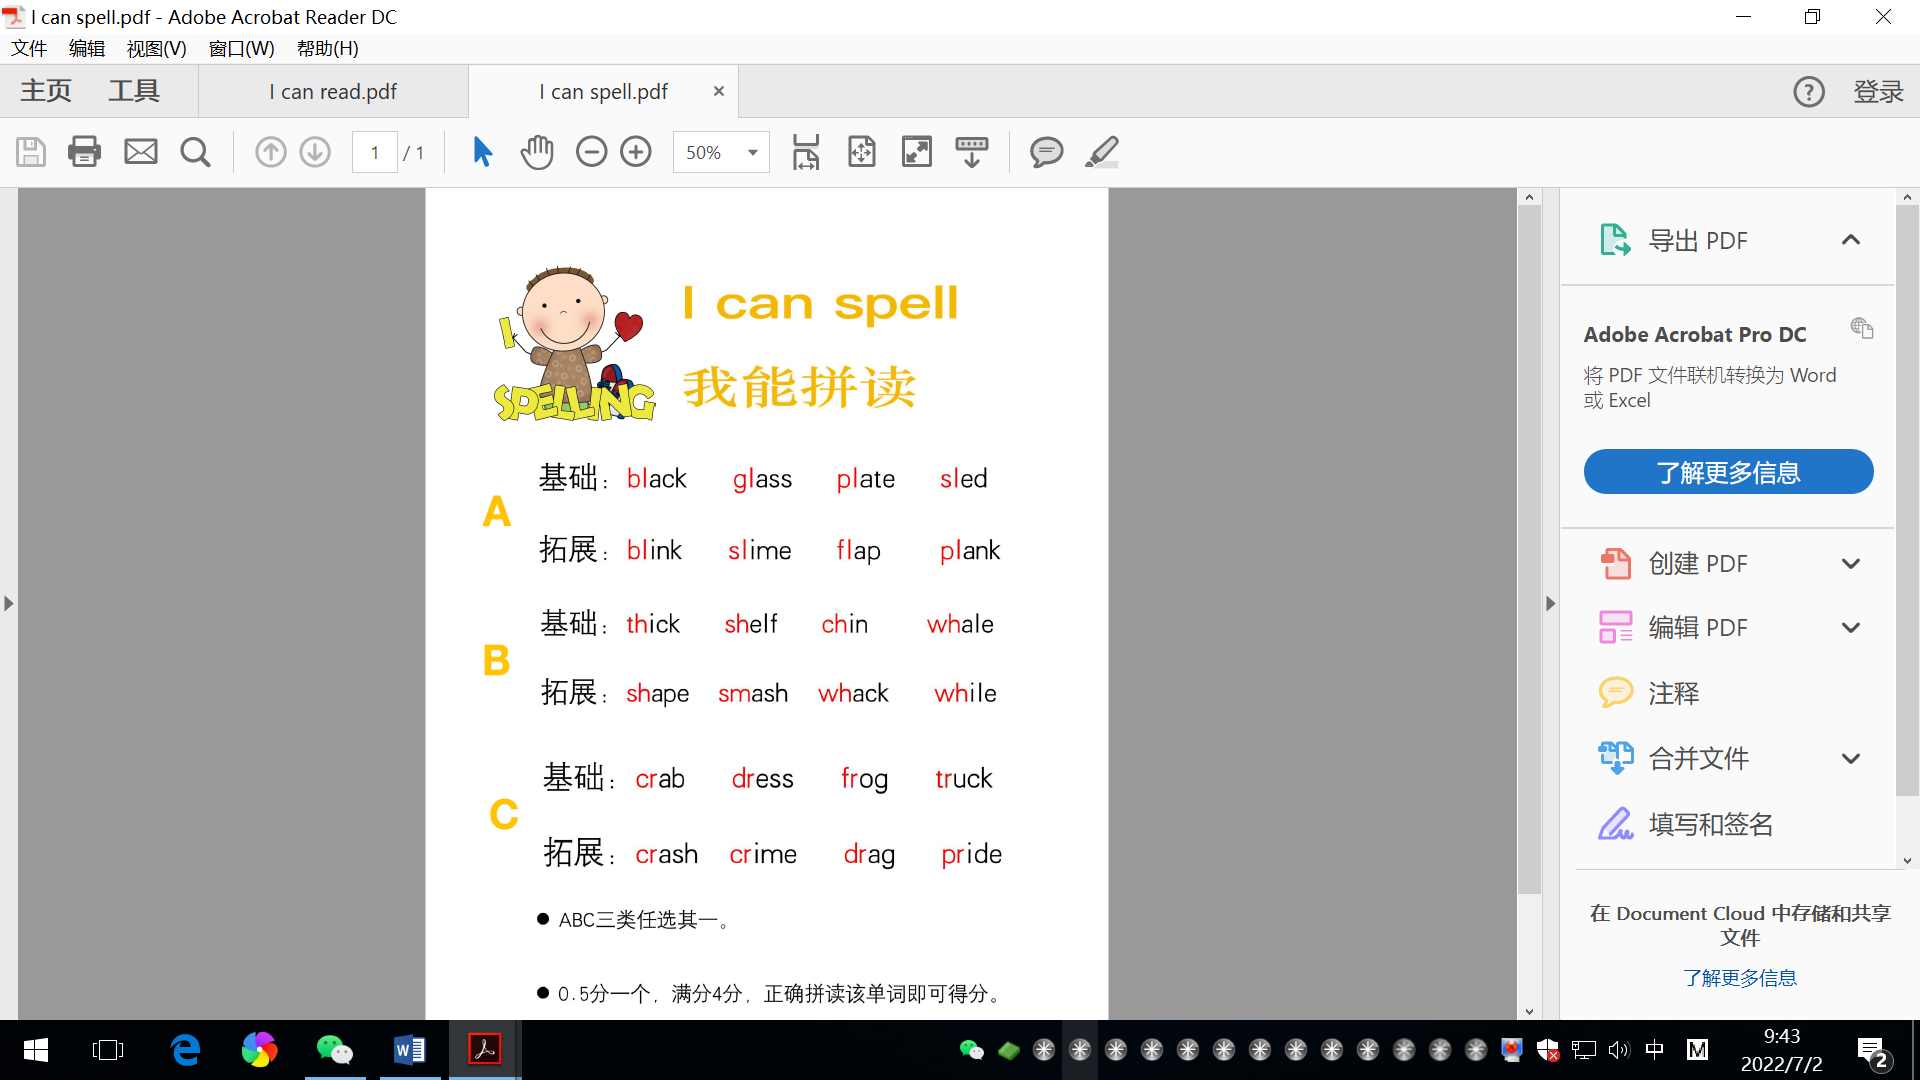 I can spell.pdf - Adobe Acrobat Reader DC
文件 编辑 视图(V) 窗口(W) 帮助(H)
主页 工具 I can read.pdf I can spell.pdf × ? 登录
1 / 1 50%
导出 PDF
Adobe Acrobat Pro DC
将 PDF 文件联机转换为 Word
或 Excel
了解更多信息
创建 PDF
编辑 PDF
注释
合并文件
填写和签名
在 Document Cloud 中存储和共享
文件
了解更多信息
I can spell
我能拼读
I
SPELLING
A
基础： black glass plate sled
拓展： blink slime flap plank
B
基础： thick shelf chin whale
拓展： shape smash whack while
C
基础： crab dress frog truck
拓展： crash crime drag pride
● ABC三类任选其一。
● 0.5分一个，满分4分，正确拼读该单词即可得分。
中 M 9:43
2022/7/2
2